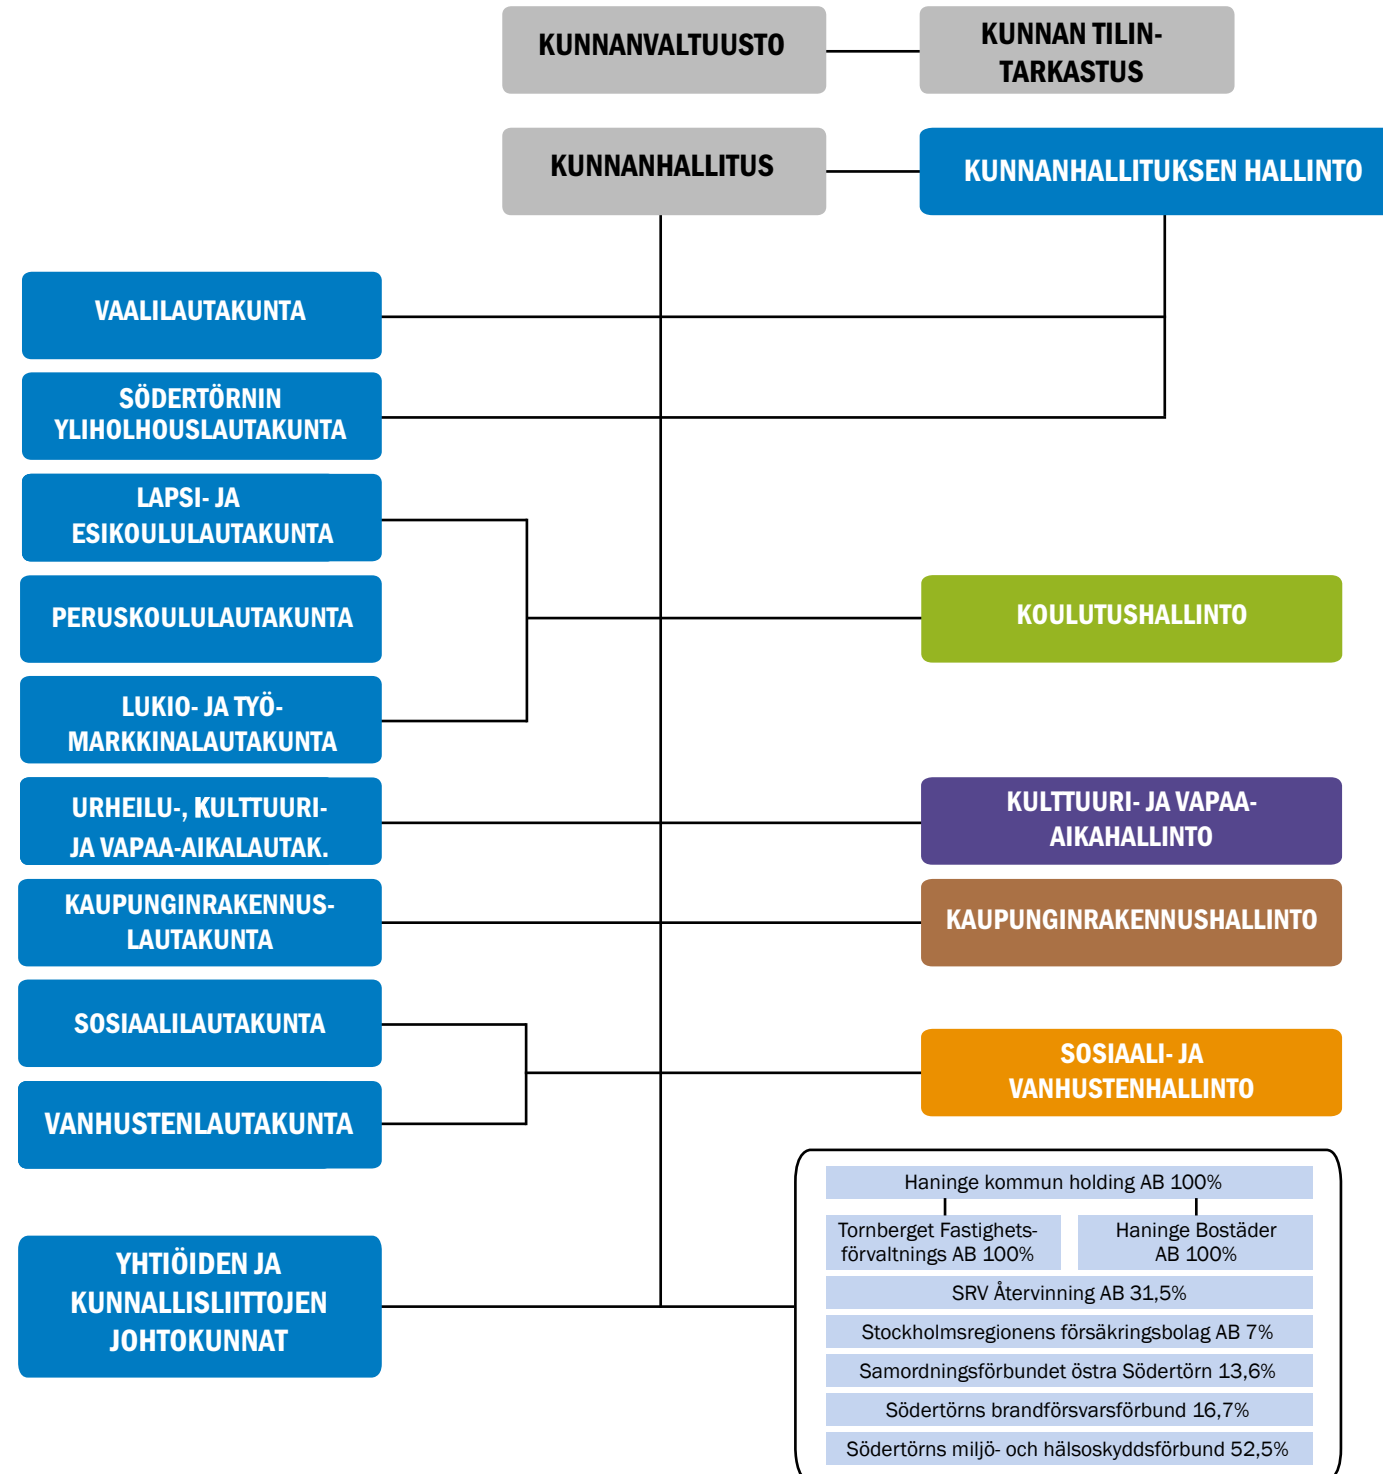 KUNNANVALTUUSTO
KUNNAN TILIN-
TARKASTUS
KUNNANHALLITUS
KUNNANHALLITUKSEN HALLINTO
VAALILAUTAKUNTA
SÖDERTÖRNIN
YLIHOLHOUSLAUTAKUNTA
LAPSI- JA
ESIKOULULAUTAKUNTA
PERUSKOULULAUTAKUNTA
KOULUTUSHALLINTO
LUKIO- JA TYÖ-
MARKKINALAUTAKUNTA
URHEILU-, KULTTUURI-
JA VAPAA-AIKALAUTAK.
KULTTUURI- JA VAPAA-
AIKAHALLINTO
KAUPUNGINRAKENNUS-
LAUTAKUNTA
KAUPUNGINRAKENNUSHALLINTO
SOSIAALILAUTAKUNTA
SOSIAALI- JA
VANHUSTENHALLINTO
VANHUSTENLAUTAKUNTA
YHTIÖIDEN JA
KUNNALLISLIITTOJEN
JOHTOKUNNAT
Haninge kommun holding AB 100%
Tornberget Fastighets-
förvaltnings AB 100%
Haninge Bostäder
AB 100%
SRV Återvinning AB 31,5%
Stockholmsregionens försäkringsbolag AB 7%
Samordningsförbundet östra Södertörn 13,6%
Södertörns brandförsvarsförbund 16,7%
Södertörns miljö- och hälsoskyddsförbund 52,5%